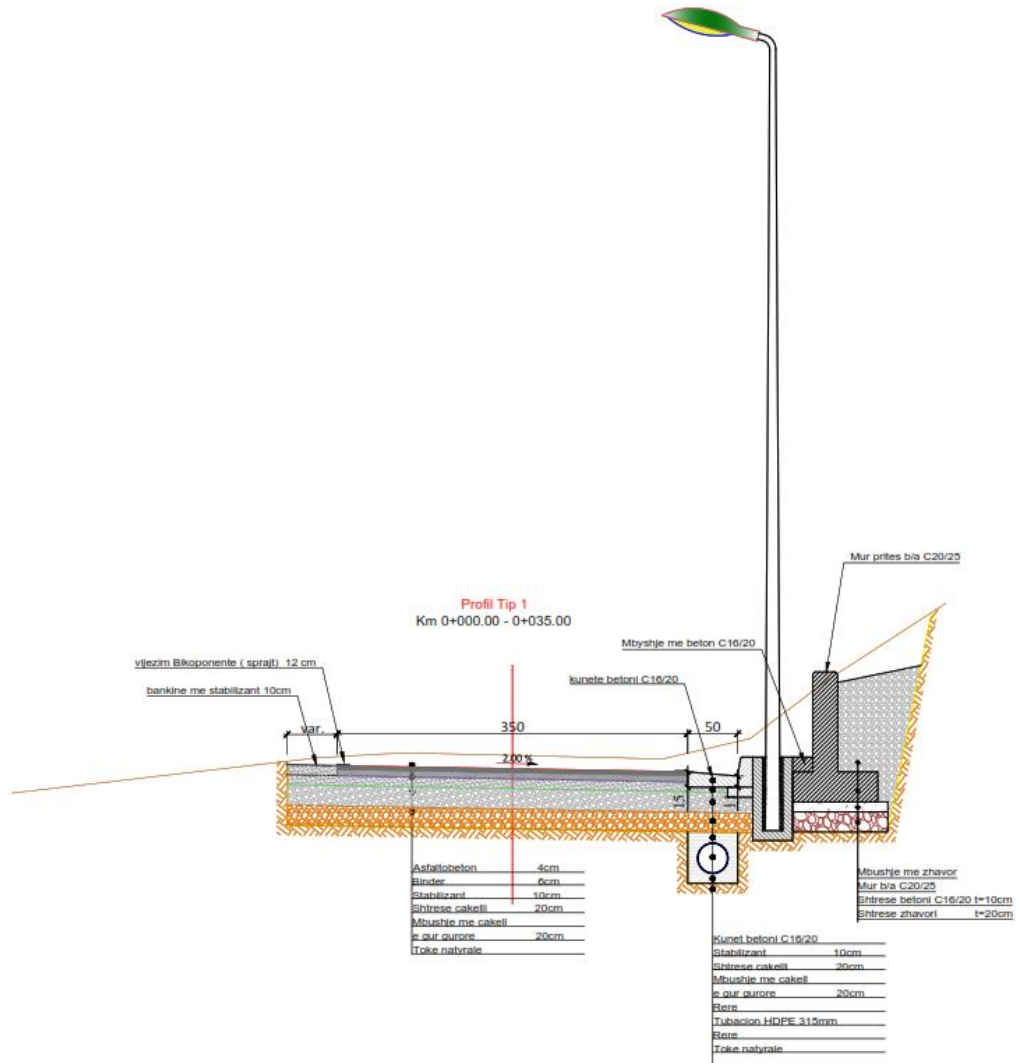 Profil Tip 1
Km 0+000.00 - 0+035.00
Mur prites b/a C20/25
Mbyshje me beton C16/20
kunete betoni C16/20
vijezim Bikoponente ( sprajt) 12 cm
bankine me stabilizant 10cm
var.
350
50
2.00 %
15
11
Asfaltobeton 4cm
Binder 6cm
Stabilizant 10cm
Shtrese cakelli 20cm
Mbushje me cakell
e gur gurore 20cm
Toke natyrale
Kunet betoni C16/20
Stabilizant 10cm
Shtrese cakelli 20cm
Mbushje me cakell
e gur gurore 20cm
Rere
Tubacion HDPE 315mm
Rere
Toke natyrale
Mbushje me zhavor
Mur b/a C20/25
Shtrese betoni C16/20 t=10cm
Shtrese zhavori t=20cm